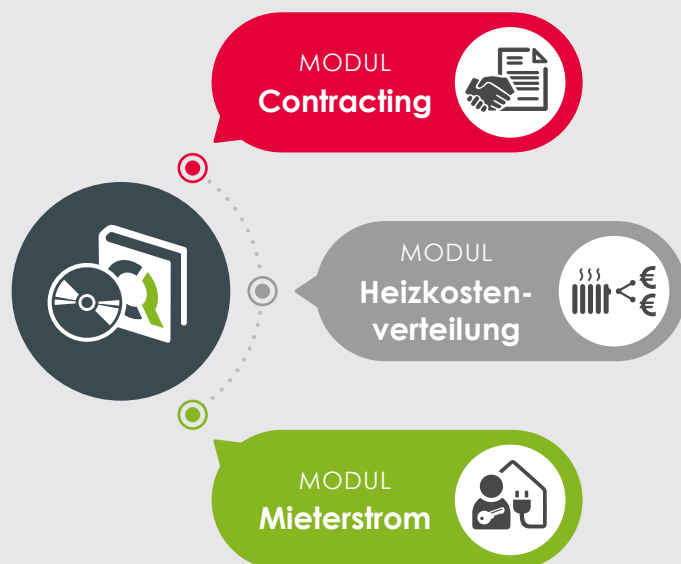 MODUL
Contracting
MODUL
Heizkosten-
verteilung
€
€
MODUL
Mieterstrom